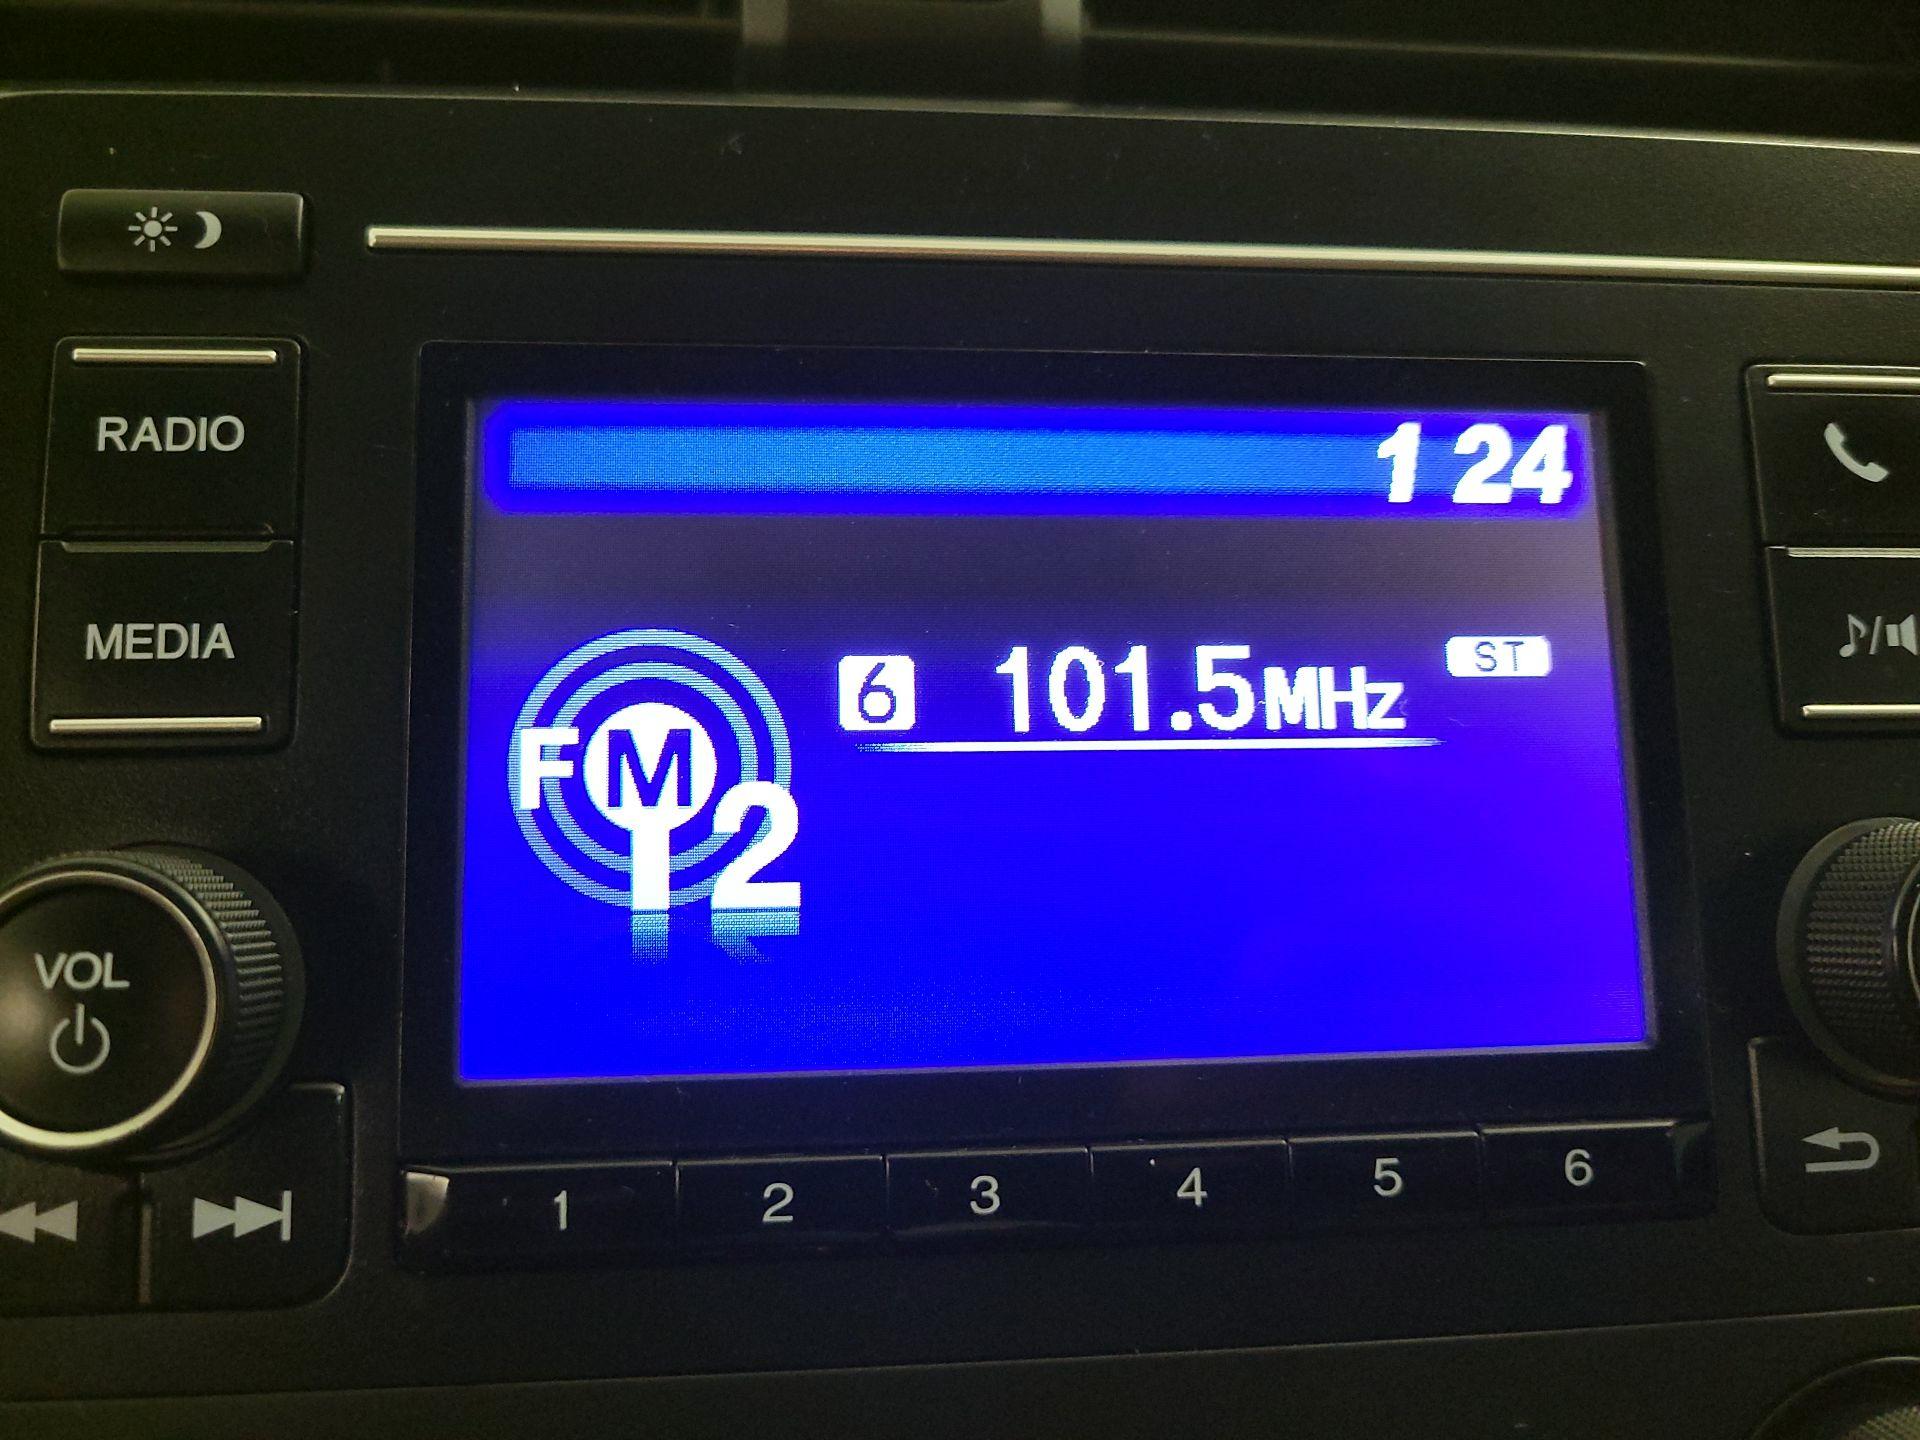 RADIO
MEDIA
VOL
1 24
FM
2
6 101.5MHz ST
1 2 3 4 5 6